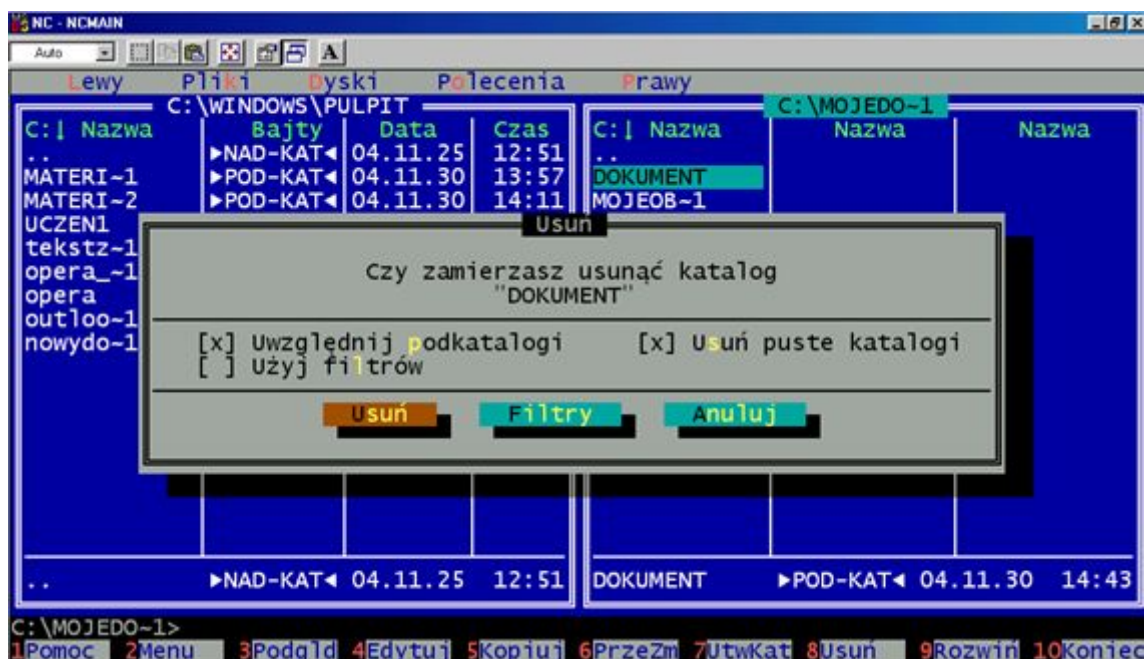 NC - NCMAIN
Auto A
Lewy Pliki Dyski Polecenia Prawy
C:\WINDOWS\PULPIT C:\MOJEDO~1
C:↓ Nazwa Bajty Data Czas C:↓ Nazwa Nazwa Nazwa
.. ►NAD-KAT◄ 04.11.25 12:51 ..
MATERI~1 ►POD-KAT◄ 04.11.30 13:57 DOKUMENT
MATERI~2 ►POD-KAT◄ 04.11.30 14:11 MOJEOB~1
UCZEN1 Usuń
tekstz~1
opera_~1 Czy zamierzasz usunąć katalog
opera "DOKUMENT"
outloo~1
nowydo~1 [x] Uwzględnij podkatalogi [x] Usuń puste katalogi
[ ] Użyj filtrów
Usuń Filtry Anuluj
.. ►NAD-KAT◄ 04.11.25 12:51 DOKUMENT ►POD-KAT◄ 04.11.30 14:43
C:\MOJEDO~1>
1Pomoc 2Menu 3Podgld 4Edytuj 5Kopiuj 6PrzeZm 7UtwKat 8Usuń 9Rozwiń 10Koniec